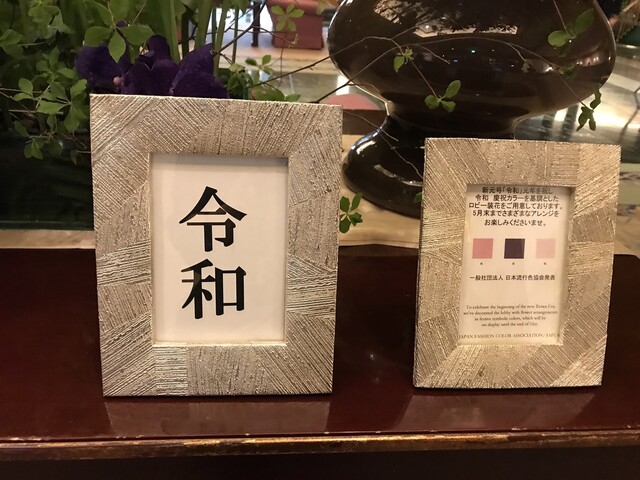 令
和
新元号「令和」元年を祝し
令和 慶祝カラーを基調とした
ロビー装花をご用意しております。
5月末までさまざまなアレンジを
お楽しみくださいませ。
一般社団法人 日本流行色協会発表
To celebrate the beginning of the new Reiwa Era,
we've decorated the lobby with flower arrangements
in festive symbolic colors, which will be
on display until the end of May.
JAPAN FASHION COLOR ASSOCIATION